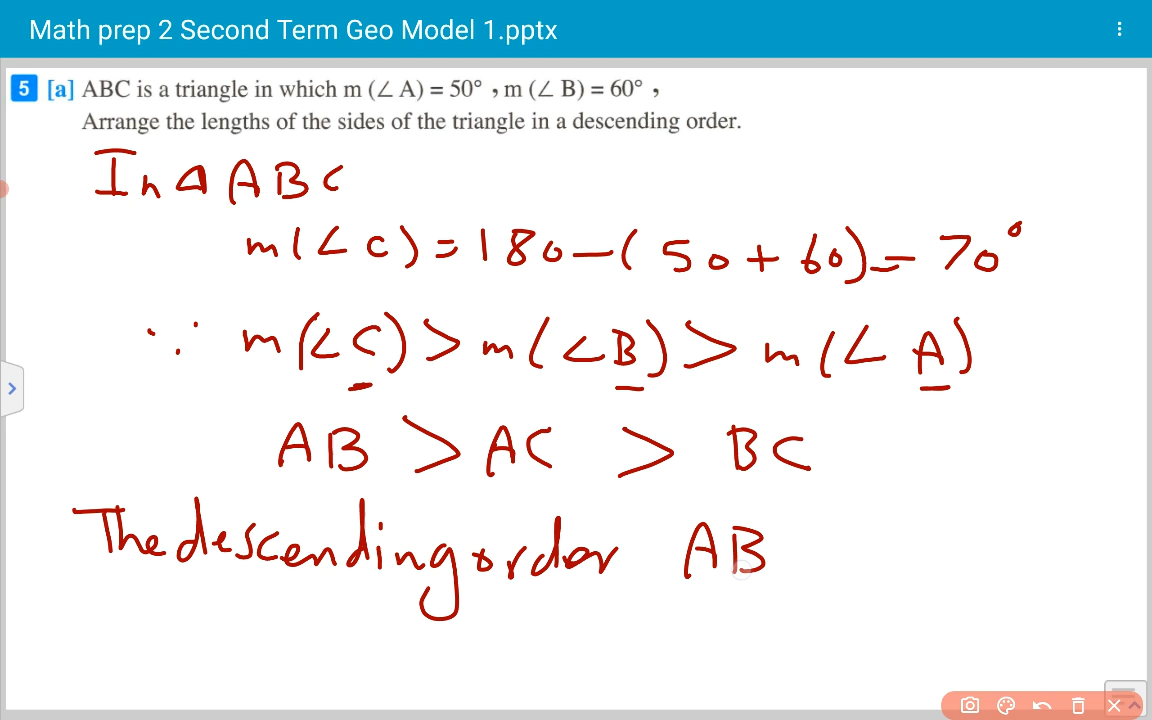 Math prep 2 Second Term Geo Model 1.pptx
5 [a] ABC is a triangle in which m (∠ A) = 50° , m (∠ B) = 60° ,
Arrange the lengths of the sides of the triangle in a descending order.
In Δ ABC
m(∠C) = 180 - (50 + 60) = 70°
∵ m(∠C) > m(∠B) > m(∠A)
AB > AC > BC
The descending order AB